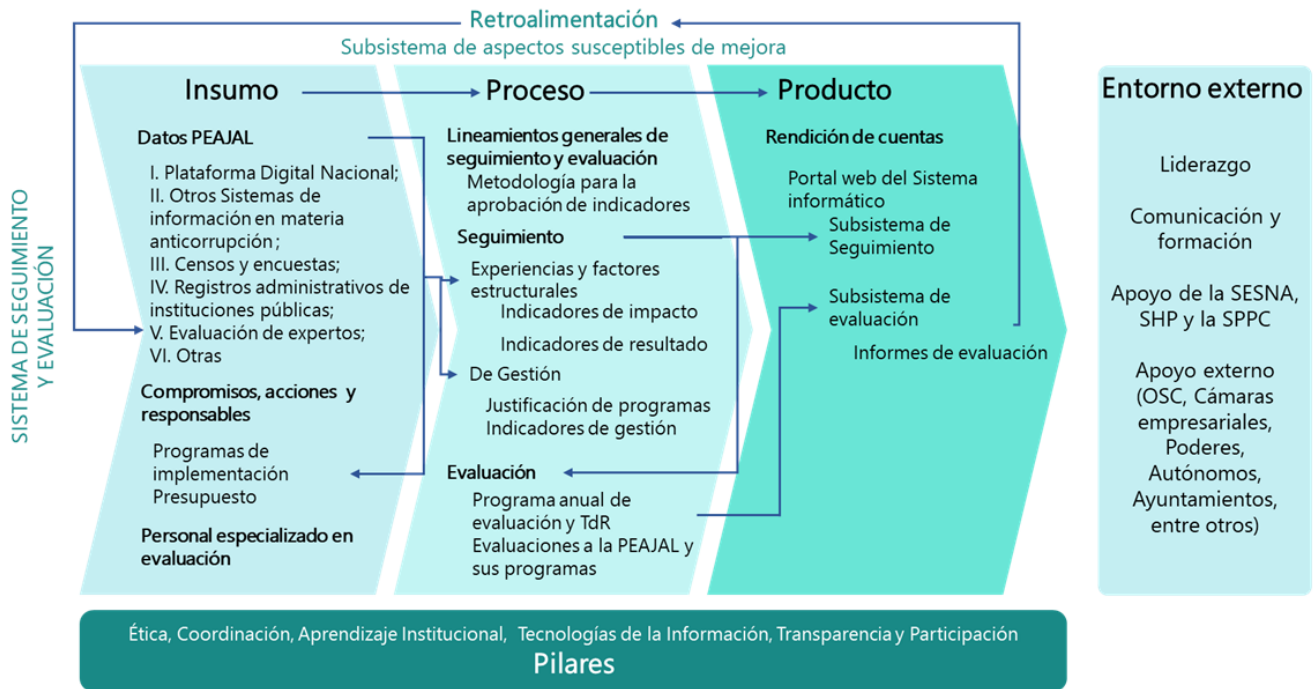 Retroalimentación
Subsistema de aspectos susceptibles de mejora
SISTEMA DE SEGUIMIENTO
Y EVALUACIÓN
Insumo
Datos PEAJAL
I. Plataforma Digital Nacional;
II. Otros Sistemas de
información en materia
anticorrupción;
III. Censos y encuestas;
IV. Registros administrativos de
instituciones públicas;
V. Evaluación de expertos;
VI. Otras
Compromisos, acciones y
responsables
Programas de
implementación
Presupuesto
Personal especializado en
evaluación
Proceso
Lineamientos generales de
seguimiento y evaluación
Metodología para la
aprobación de indicadores
Seguimiento
Experiencias y factores
estructurales
Indicadores de impacto
Indicadores de resultado
De Gestión
Justificación de programas
Indicadores de gestión
Evaluación
Programa anual de
evaluación y TdR
Evaluaciones a la PEAJAL y
sus programas
Producto
Rendición de cuentas
Portal web del Sistema
informático
Subsistema de
Seguimiento
Subsistema de
evaluación
Informes de evaluación
Entorno externo
Liderazgo
Comunicación y
formación
Apoyo de la SESNA,
SHP y la SPPC
Apoyo externo
(OSC, Cámaras
empresariales,
Poderes,
Autónomos,
Ayuntamientos,
entre otros)
Ética, Coordinación, Aprendizaje Institucional, Tecnologías de la Información, Transparencia y Participación
Pilares